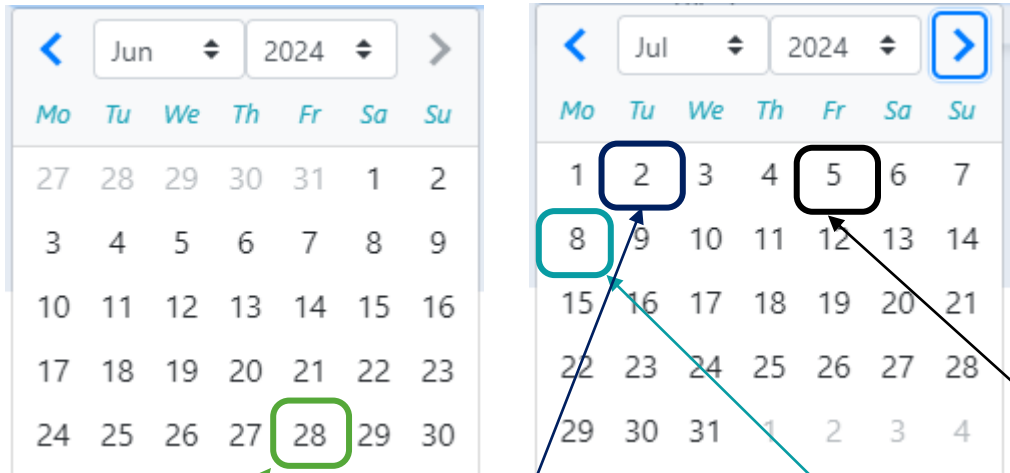 Jun 2024
Mo Tu We Th Fr Sa Su
27 28 29 30 31 1 2
3 4 5 6 7 8 9
10 11 12 13 14 15 16
17 18 19 20 21 22 23
24 25 26 27 28 29 30
Jul 2024
Mo Tu We Th Fr Sa Su
1 2 3 4 5 6 7
8 9 10 11 12 13 14
15 16 17 18 19 20 21
22 23 24 25 26 27 28
29 30 31 1 2 3 4